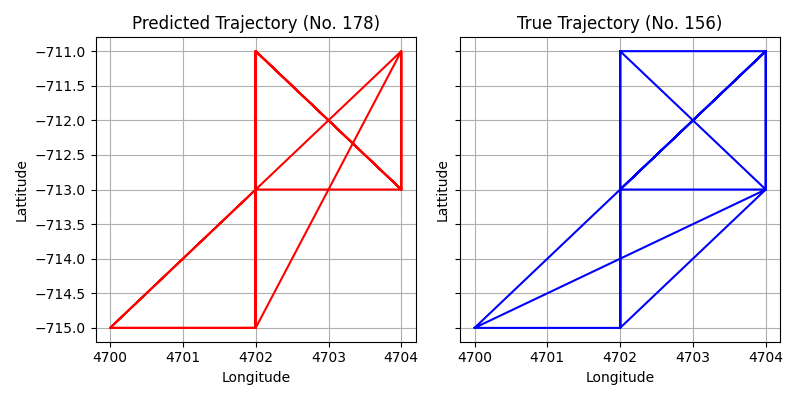 Predicted Trajectory (No. 178)
True Trajectory (No. 156)
−711.0
−711.5
−712.0
−712.5
−713.0
−713.5
−714.0
−714.5
−715.0
Lattitude
Lattitude
4700 4701 4702 4703 4704
4700 4701 4702 4703 4704
Longitude
Longitude